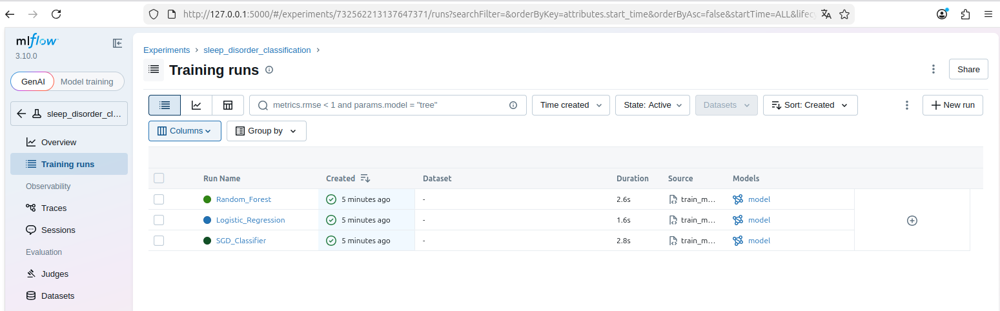 http://127.0.0.1:5000/#/experiments/732562213137647371/runs?searchFilter=&orderByKey=attributes.start_time&orderByAsc=false&startTime=ALL&lifec
mlflow
3.10.0
GenAI Model training
sleep_disorder_cl...
Overview
Training runs
Observability
Traces
Sessions
Evaluation
Judges
Datasets
Experiments > sleep_disorder_classification >
Training runs
Share
metrics.rmse < 1 and params.model = "tree"
Time created
State: Active
Datasets
Sort: Created
New run
Columns
Group by
Run Name Created Dataset Duration Source Models
Random_Forest 5 minutes ago - 2.6s train_m... model
Logistic_Regression 5 minutes ago - 1.6s train_m... model
SGD_Classifier 5 minutes ago - 2.8s train_m... model